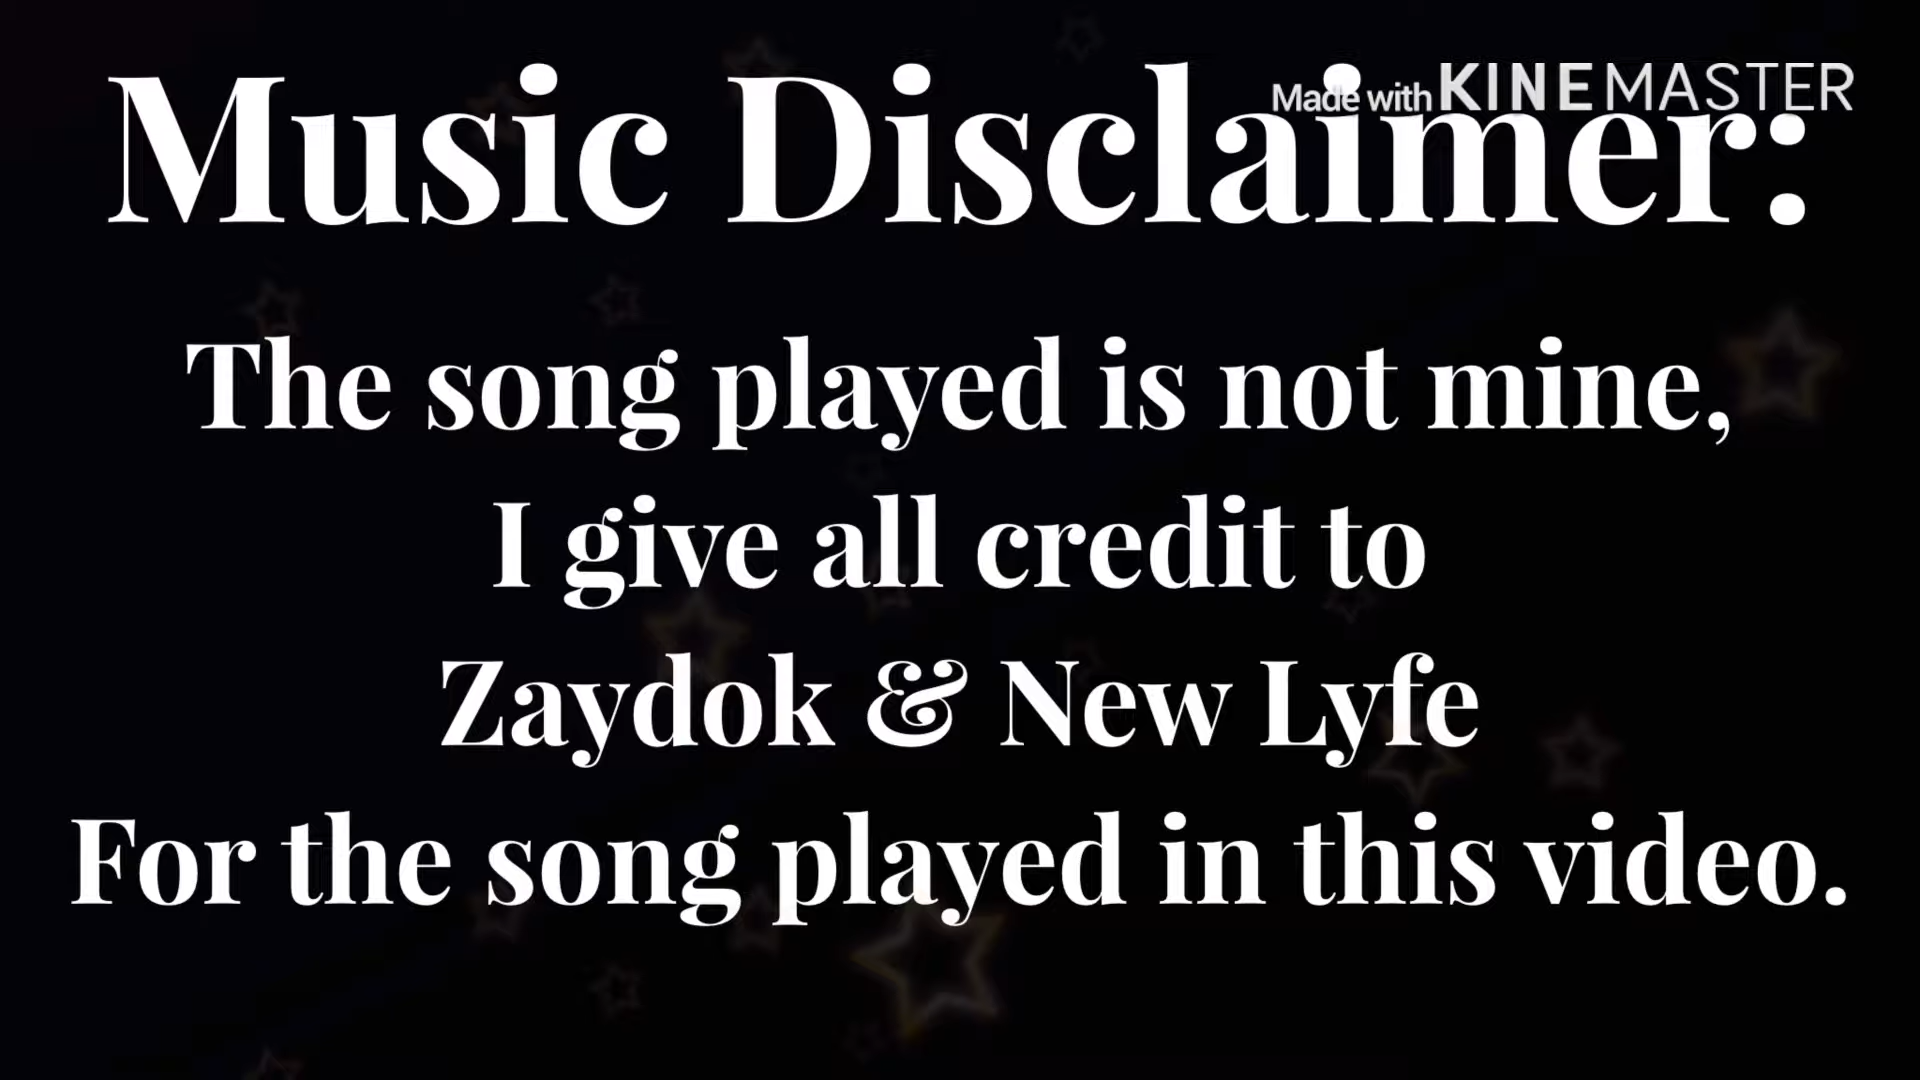 Music Disclaimer:
Made with KINEMASTER
The song played is not mine,
I give all credit to
Zaydok & New Lyfe
For the song played in this video.